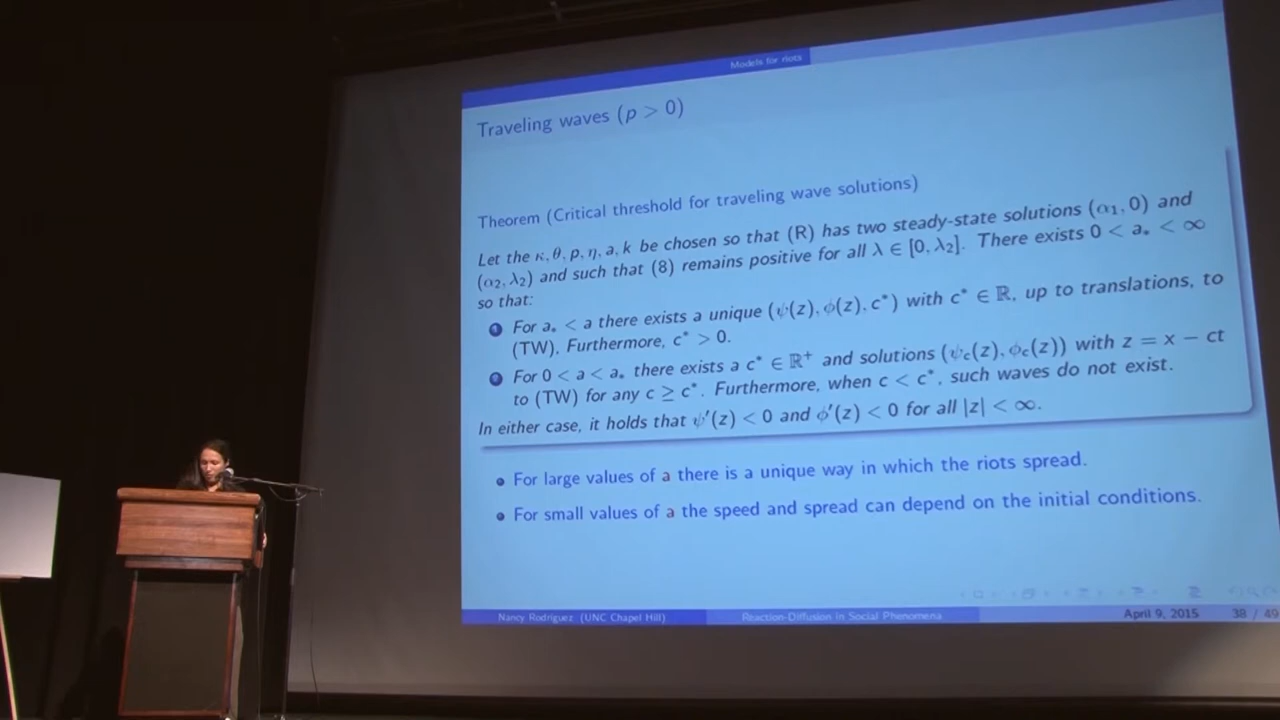 Models for riots
Traveling waves (p > 0)
Theorem (Critical threshold for traveling wave solutions)
Let the κ, θ, p, η, a, k be chosen so that (R) has two steady-state solutions (α₁, 0) and
(α₂, λ₂) and such that (8) remains positive for all λ ∈ [0, λ₂]. There exists 0 < a* < ∞
so that:
1 For a* < a there exists a unique (ψ(z), φ(z), c*) with c* ∈ ℝ, up to translations, to
(TW). Furthermore, c* > 0.
2 For 0 < a < a* there exists a c* ∈ ℝ⁺ and solutions (ψc(z), φc(z)) with z = x − ct
to (TW) for any c ≥ c*. Furthermore, when c < c*, such waves do not exist.
In either case, it holds that ψ′(z) < 0 and φ′(z) < 0 for all |z| < ∞.
• For large values of a there is a unique way in which the riots spread.
• For small values of a the speed and spread can depend on the initial conditions.
Nancy Rodriguez (UNC Chapel Hill) Reaction-Diffusion in Social Phenomena April 9, 2015 38 / 49